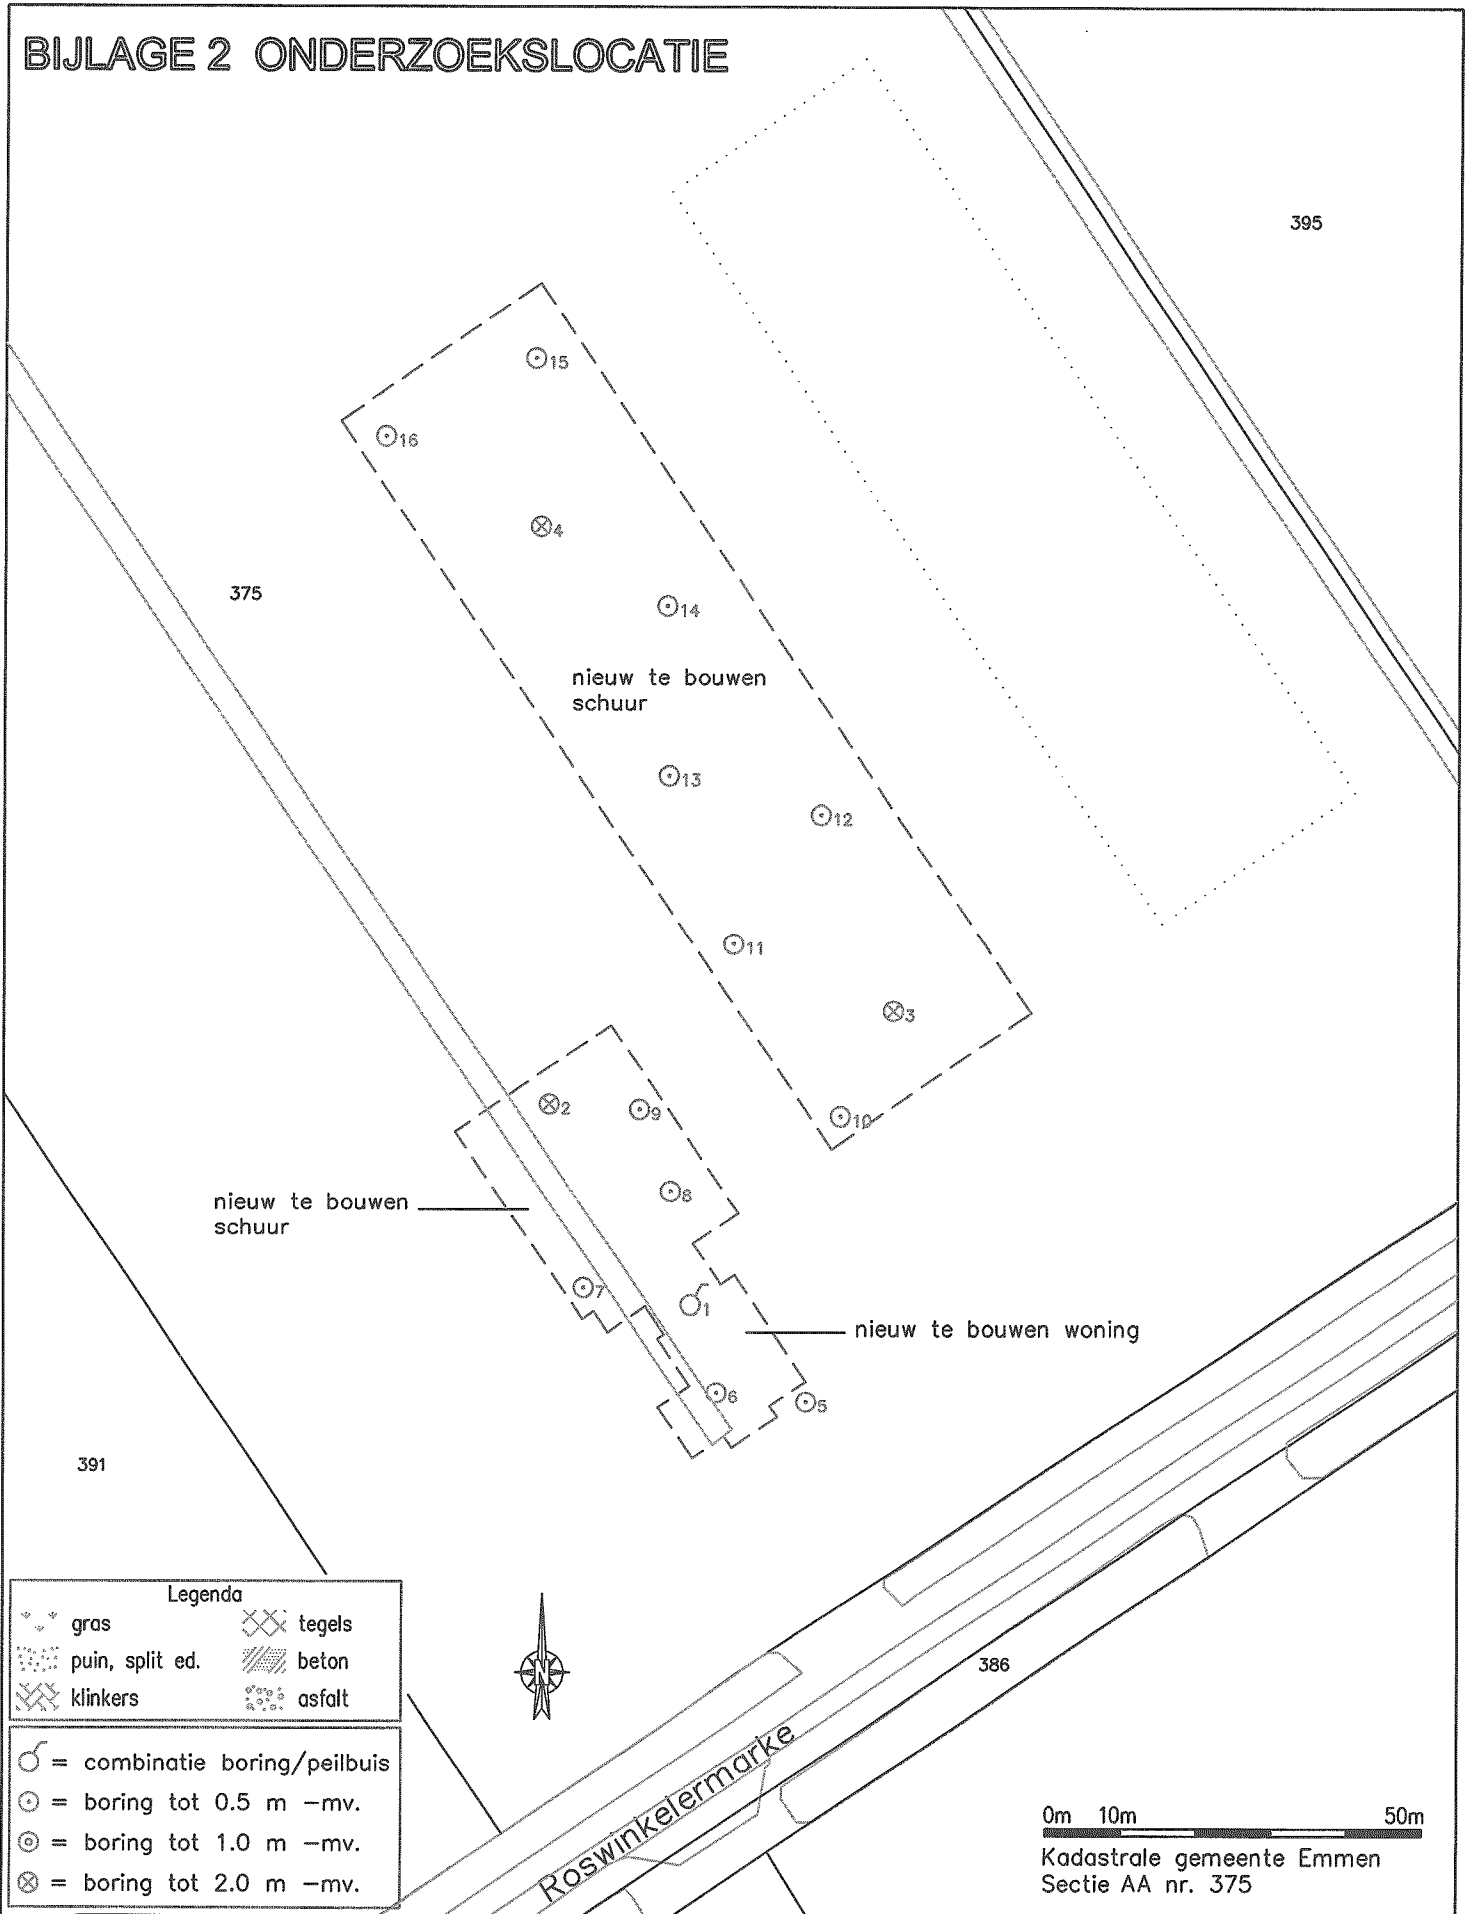 BIJLAGE 2 ONDERZOEKSLOCATIE
395
15
16
4
375
14
nieuw te bouwen
schuur
13
12
11
3
2
9
10
8
nieuw te bouwen
schuur
7
1
nieuw te bouwen woning
6
5
391
Legenda
gras
tegels
puin, split ed.
beton
klinkers
asfalt
N
386
= combinatie boring/peilbuis
= boring tot 0.5 m -mv.
= boring tot 1.0 m -mv.
= boring tot 2.0 m -mv.
Roswinkelermarke
0m 10m 50m
Kadastrale gemeente Emmen
Sectie AA nr. 375